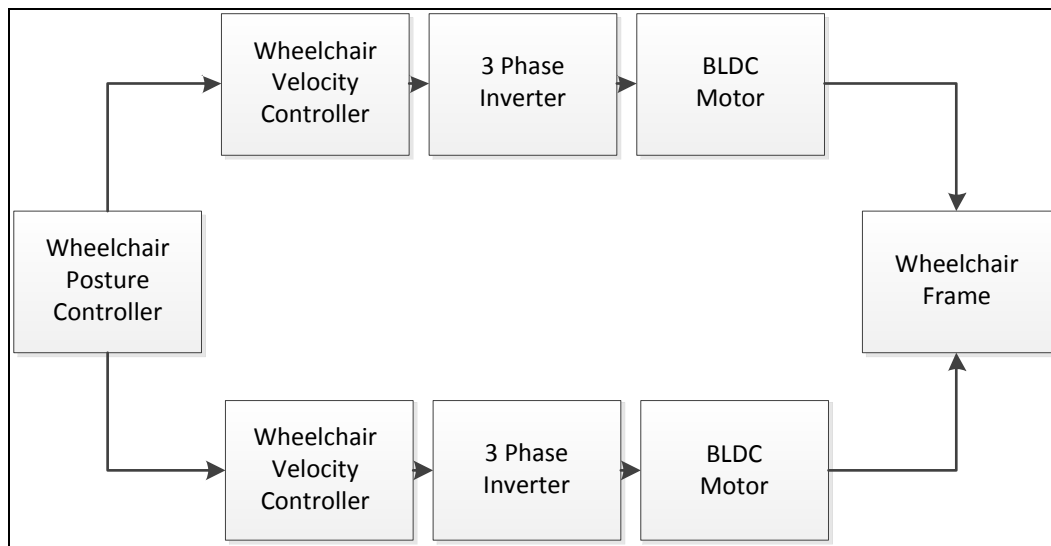 Wheelchair
Velocity
Controller
3 Phase
Inverter
BLDC
Motor
Wheelchair
Posture
Controller
Wheelchair
Frame
Wheelchair
Velocity
Controller
3 Phase
Inverter
BLDC
Motor